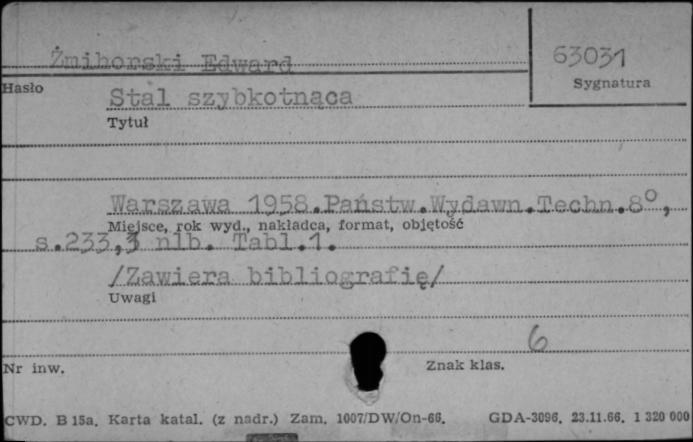 Żmihorski Edward
63031
Hasło
Sygnatura
Stal szybkotnąca
Tytuł
Warszawa 1958.Państw.Wydawn.Techn.8°,
Miejsce, rok wyd., nakładca, format, objętość
s.233,3 nlb. Tabl.1.
/Zawiera bibliografię/
Uwagi
6
Nr inw.
Znak klas.
CWD. B 15a. Karta katal. (z nadr.) Zam. 1007/DW/On-66. GDA-3096. 23.11.66. 1 320 000